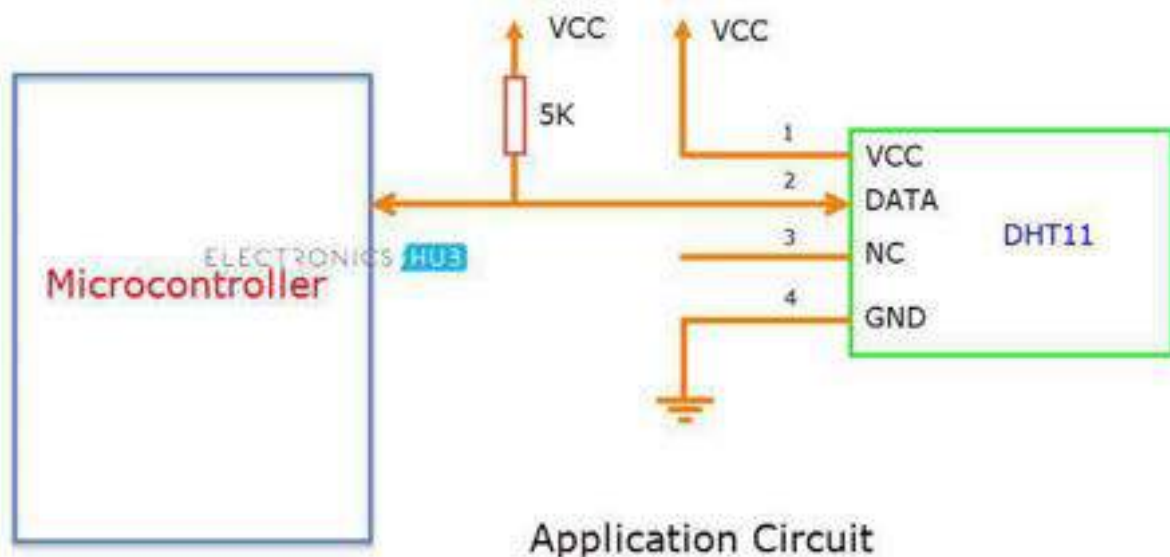 VCC
VCC
5K
1
VCC
2
DATA
3
NC
4
GND
DHT11
ELECTRONICS HUB
Microcontroller
Application Circuit